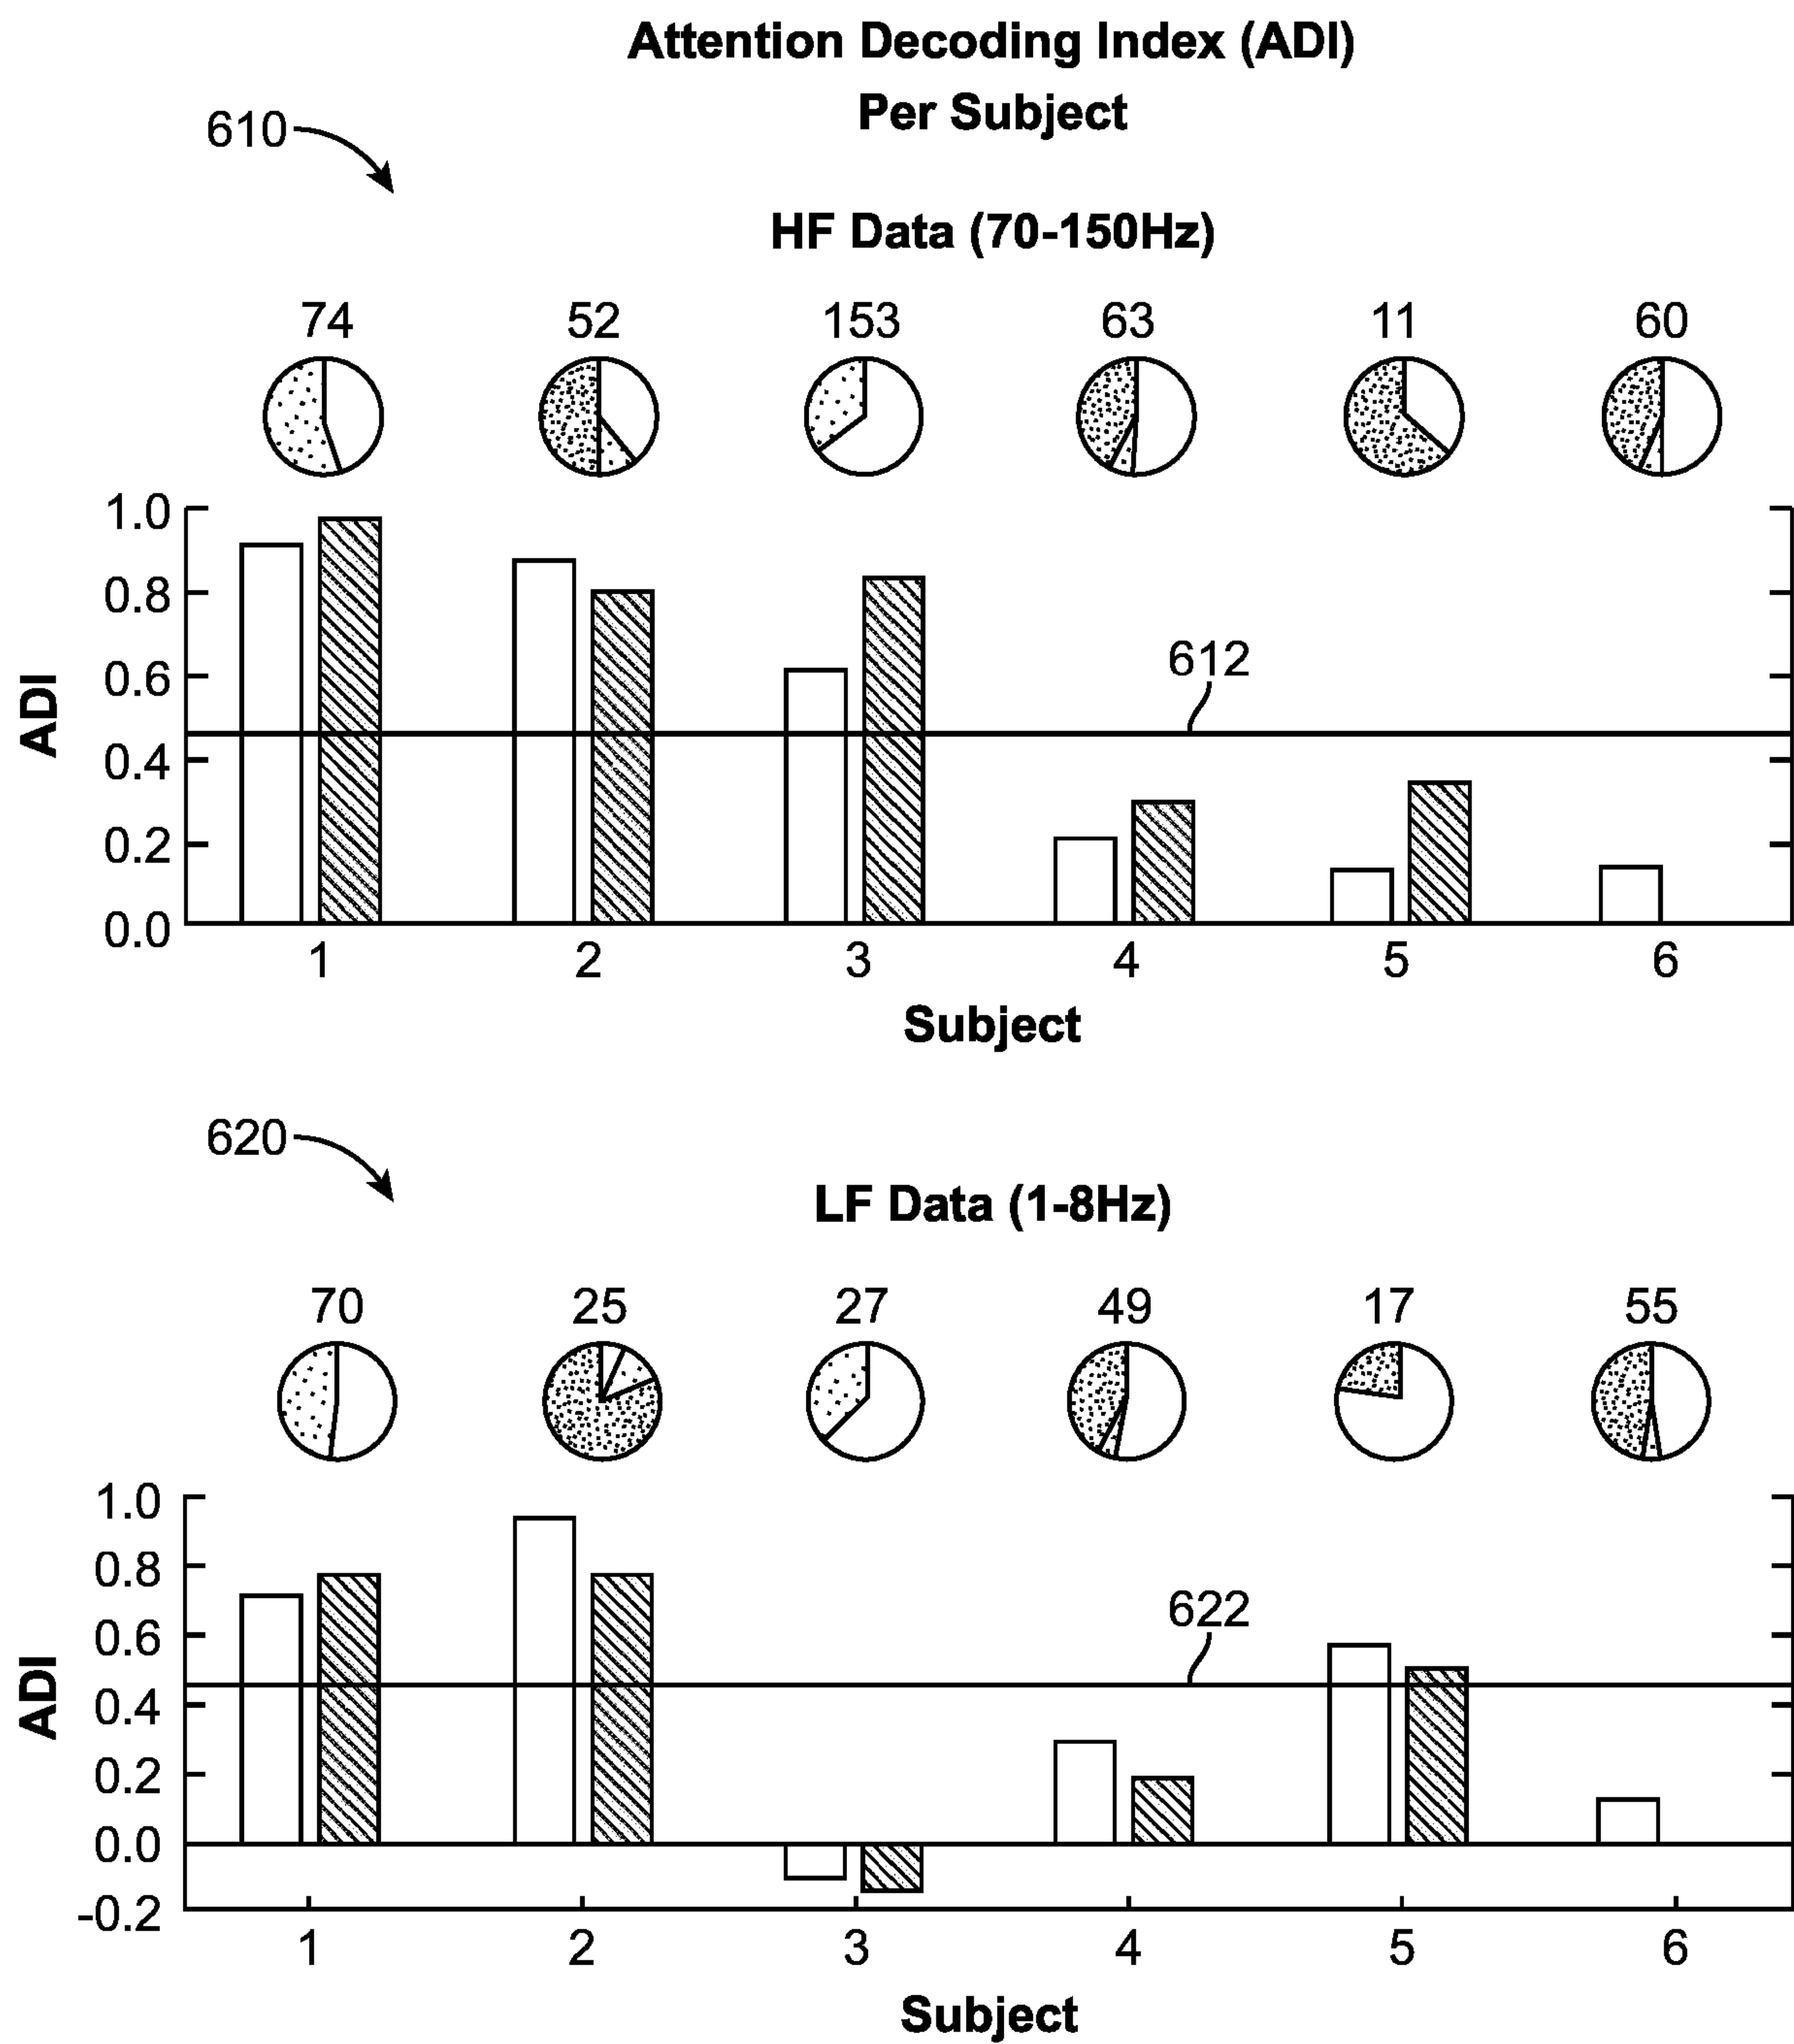 Attention Decoding Index (ADI)
Per Subject
610
HF Data (70-150Hz)
74 52 153 63 11 60
1.0
0.8
0.6
0.4
0.2
0.0
ADI
612
1 2 3 4 5 6
Subject
620
LF Data (1-8Hz)
70 25 27 49 17 55
1.0
0.8
0.6
0.4
0.2
0.0
-0.2
ADI
622
1 2 3 4 5 6
Subject